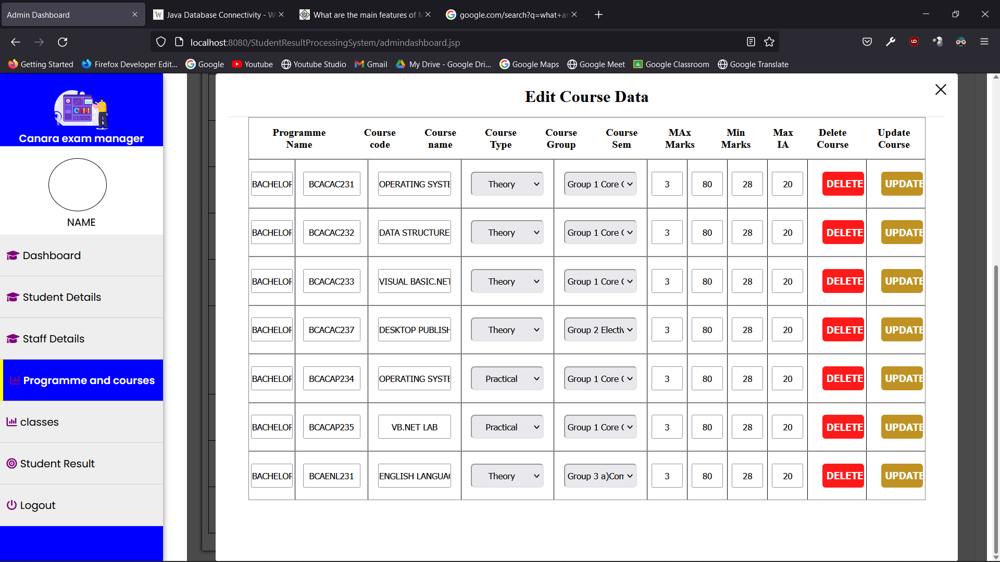 Admin Dashboard
Java Database Connectivity - W
What are the main features of M
google.com/search?q=what+ar
localhost:8080/StudentResultProcessingSystem/admindashboard.jsp
Getting Started
Firefox Developer Edit...
Google
Youtube
Youtube Studio
Gmail
My Drive - Google Dri...
Google Maps
Google Meet
Google Classroom
Google Translate
Canara exam manager
NAME
Dashboard
Student Details
Staff Details
Programme and courses
classes
Student Result
Logout
Edit Course Data
Programme Name
Course code
Course name
Course Type
Course Group
Course Sem
MAx Marks
Min Marks
Max IA
Delete Course
Update Course
BACHELOR BCACAC231 OPERATING SYSTE Theory Group 1 Core C 3 80 28 20 DELETE UPDATE
BACHELOR BCACAC232 DATA STRUCTURE Theory Group 1 Core C 3 80 28 20 DELETE UPDATE
BACHELOR BCACAC233 VISUAL BASIC.NET Theory Group 1 Core C 3 80 28 20 DELETE UPDATE
BACHELOR BCACAC237 DESKTOP PUBLISH Theory Group 2 Electiv 3 80 28 20 DELETE UPDATE
BACHELOR BCACAP234 OPERATING SYSTE Practical Group 1 Core C 3 80 28 20 DELETE UPDATE
BACHELOR BCACAP235 VB.NET LAB Practical Group 1 Core C 3 80 28 20 DELETE UPDATE
BACHELOR BCAENL231 ENGLISH LANGUAG Theory Group 3 a)Com 3 80 28 20 DELETE UPDATE